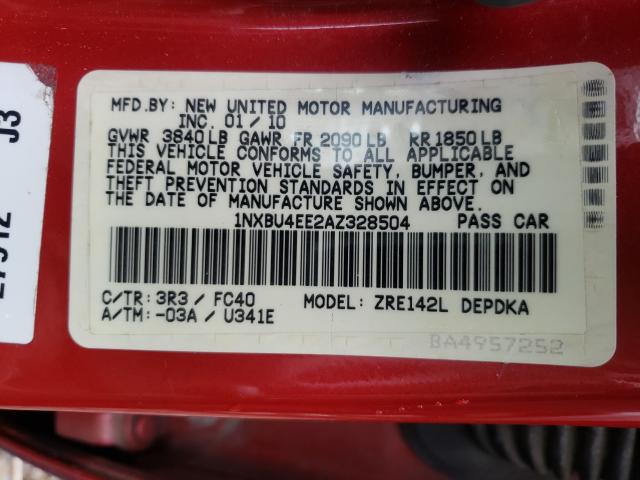 MFD.BY: NEW UNITED MOTOR MANUFACTURING
INC. 01/10
GVWR 3840LB GAWR FR 2090LB RR1850LB
THIS VEHICLE CONFORMS TO ALL APPLICABLE
FEDERAL MOTOR VEHICLE SAFETY, BUMPER, AND
THEFT PREVENTION STANDARDS IN EFFECT ON
THE DATE OF MANUFACTURE SHOWN ABOVE.
1NXBU4EE2AZ328504 PASS CAR
C/TR: 3R3 / FC40 MODEL: ZRE142L DEPDKA
A/TM: -03A / U341E
BA4957252
J3